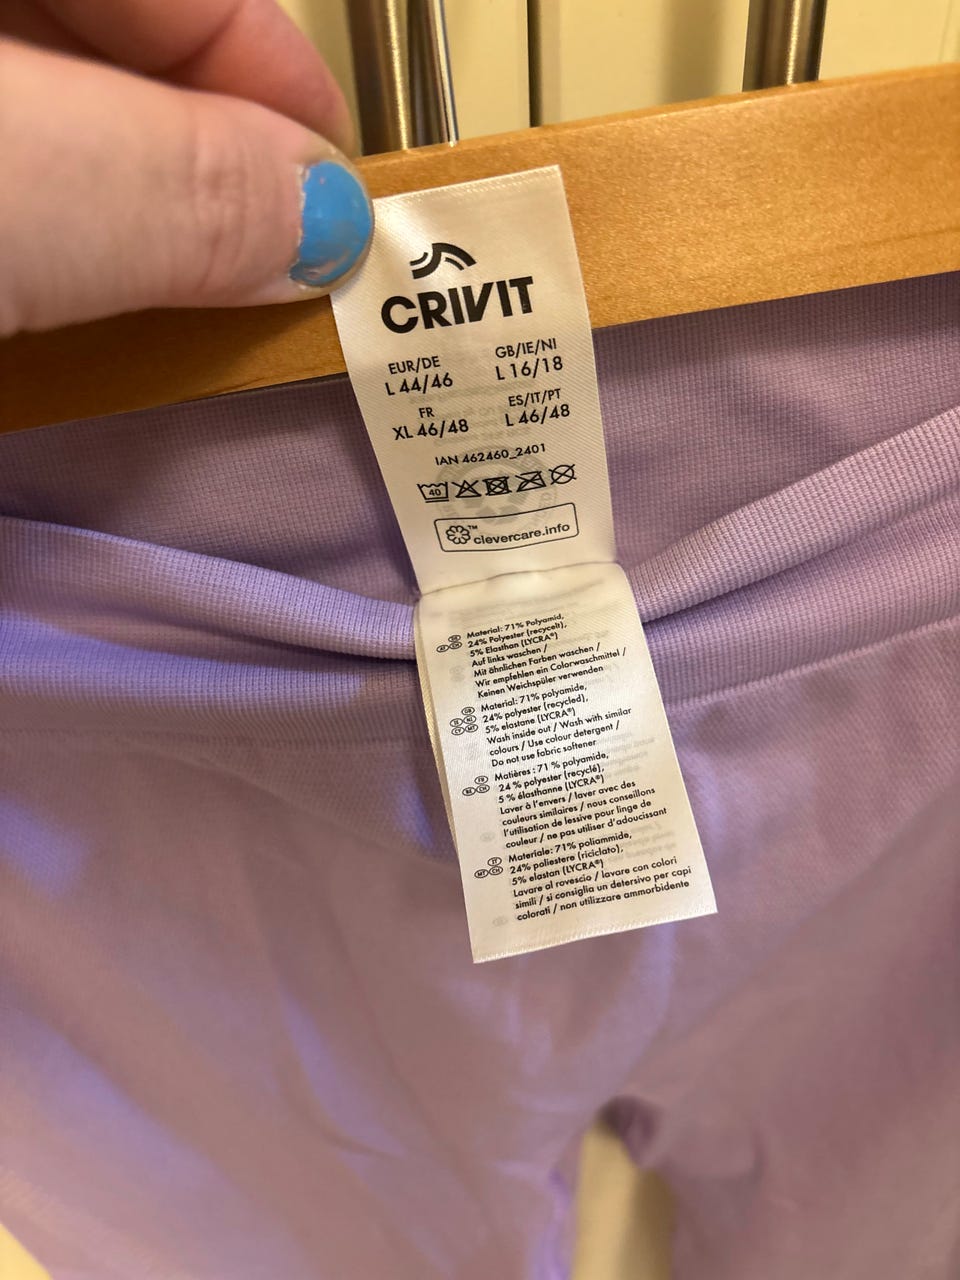 CRIVIT
EUR/DE
L 44/46
GB/IE/NI
L 16/18
FR
XL 46/48
ES/IT/PT
L 46/48
IAN 462460_2401
40
™ clevercare.info
Material: 71% Polyamid,
24% Polyester (recycelt),
5% Elasthan (LYCRA®)
Auf links waschen /
Mit ähnlichen Farben waschen /
Wir empfehlen ein Colorwaschmittel /
Keinen Weichspüler verwenden
GB
Material: 71% polyamide,
24% polyester (recycled),
5% elastane (LYCRA®)
Wash inside out / Wash with similar
colours / Use colour detergent /
Do not use fabric softener
FR
Matières : 71 % polyamide,
24 % polyester (recyclé),
5 % élasthanne (LYCRA®)
Laver à l'envers / laver avec des
couleurs similaires / nous conseillons
l'utilisation de lessive pour linge de
couleur / ne pas utiliser d'adoucissant
IT
MT CH
Materiale: 71% poliammide,
24% poliestere (riciclato),
5% elastan (LYCRA®)
Lavare al rovescio / lavare con colori
simili / si consiglia un detersivo per capi
colorati / non utilizzare ammorbidente